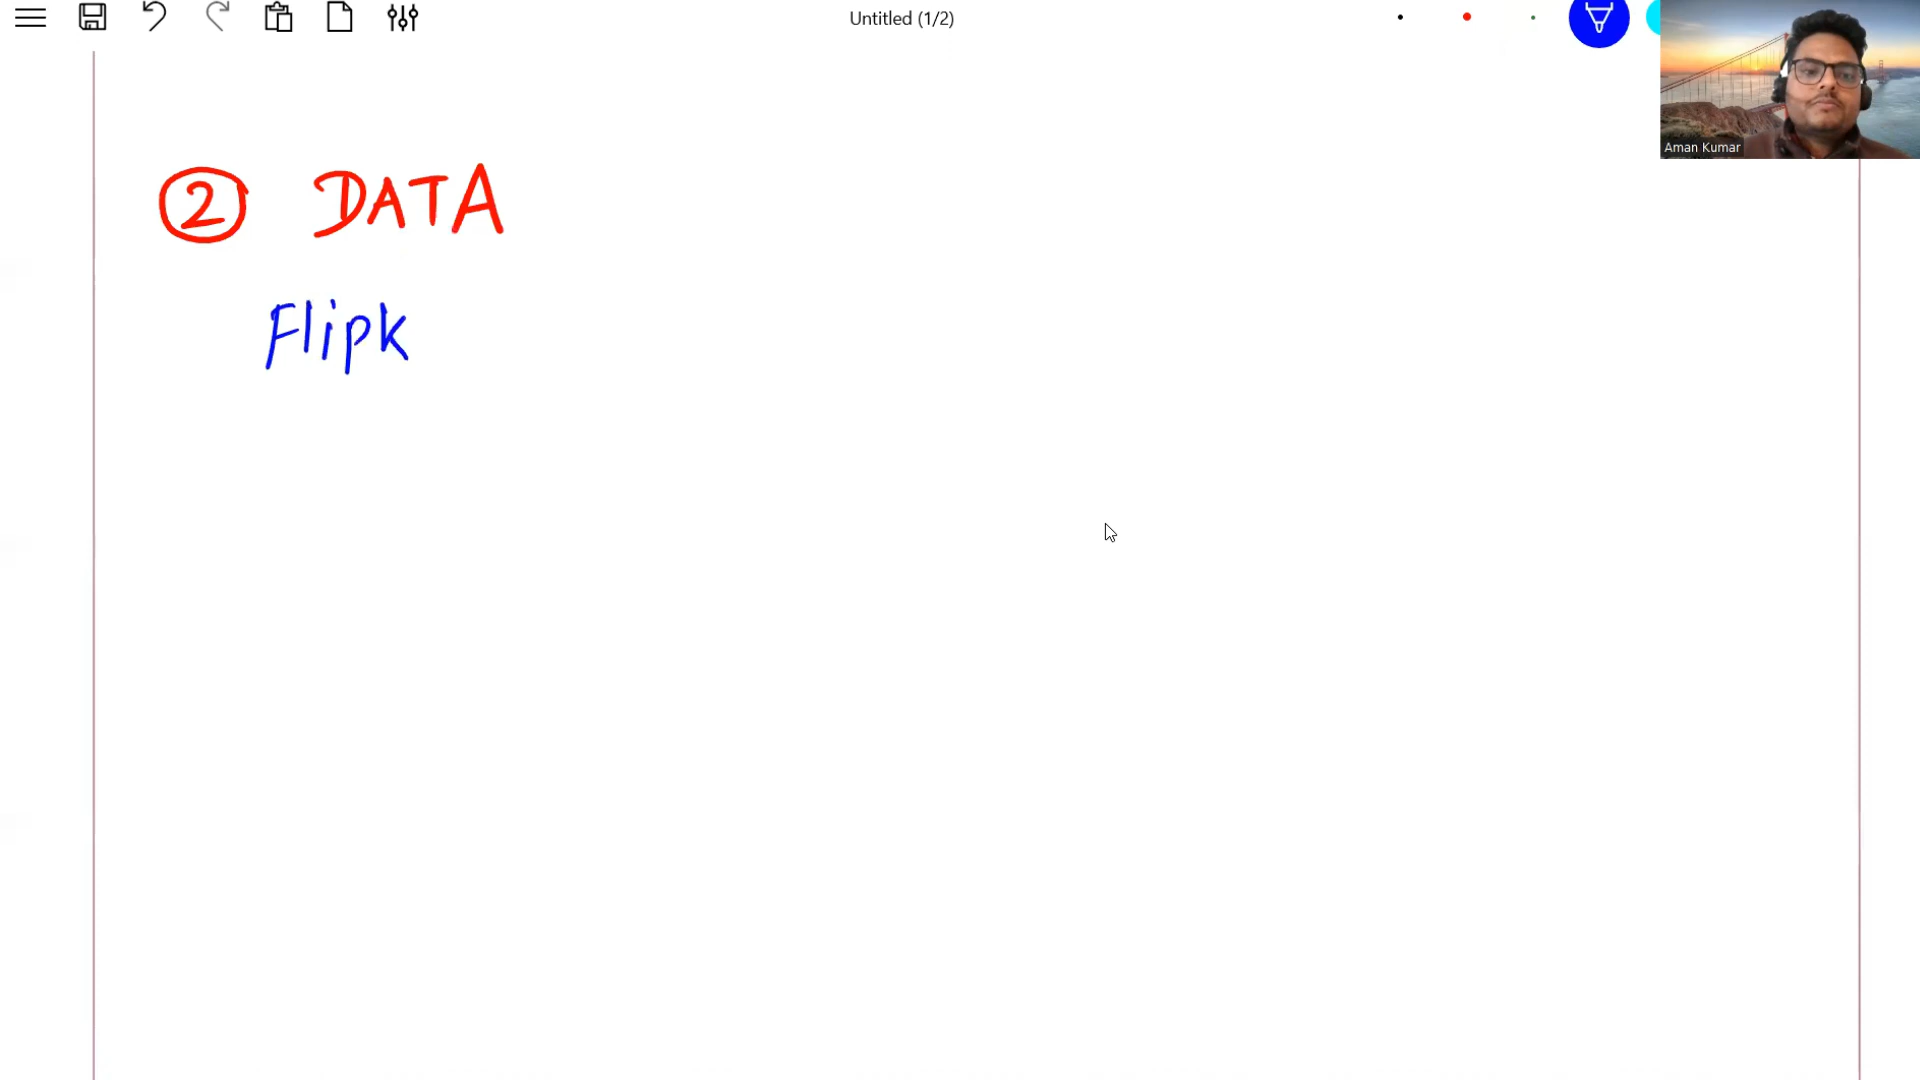 Untitled (1/2)
Aman Kumar
② DATA
Flipk